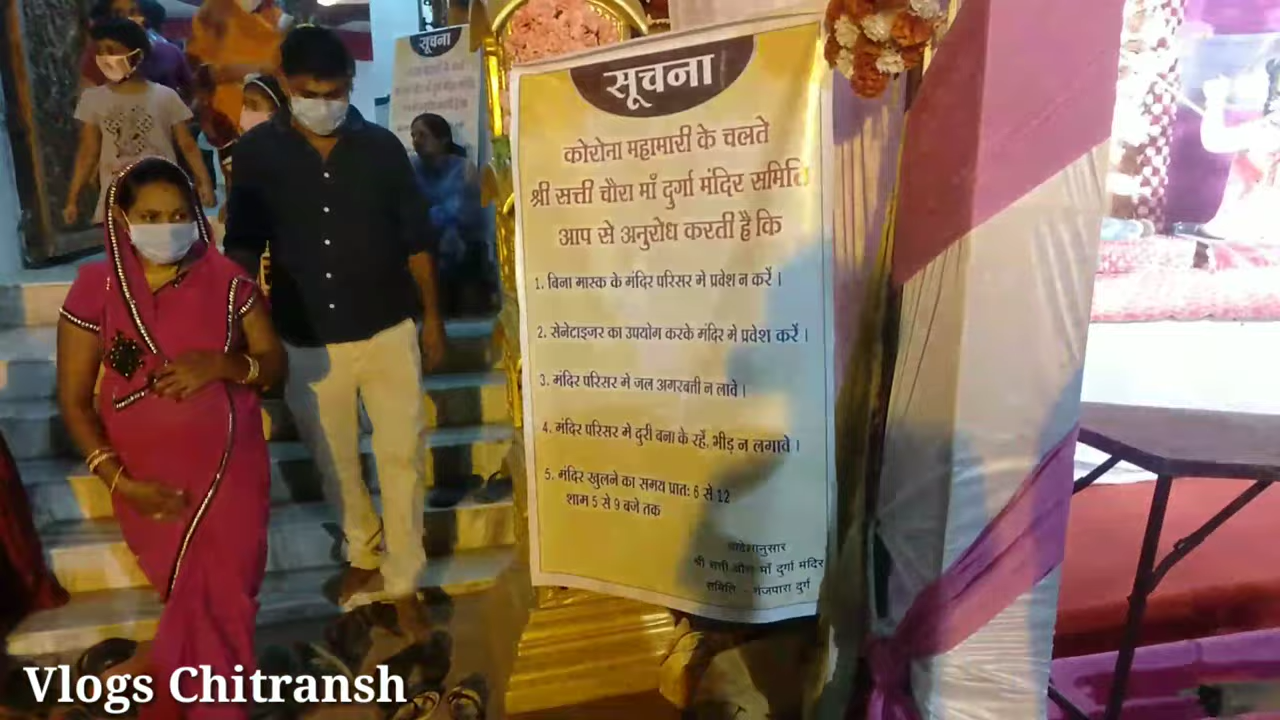 सूचना
सूचना
कोरोना महामारी के चलते
श्री सत्ती चौरा माँ दुर्गा मंदिर समिति
आप से अनुरोध करती है कि
1. बिना मास्क के मंदिर परिसर मे प्रवेश न करें ।
2. सेनेटाइजर का उपयोग करके मंदिर मे प्रवेश करें ।
3. मंदिर परिसर मे जल अगरबती न लावे ।
4. मंदिर परिसर मे दुरी बना के रहें, भीड़ न लगावे ।
5. मंदिर खुलने का समय प्रातः 6 से 12
शाम 5 से 9 बजे तक
आदेशानुसार
श्री सत्ती चौरा माँ दुर्गा मंदिर
समिति - गंजपारा दुर्ग
Vlogs Chitransh